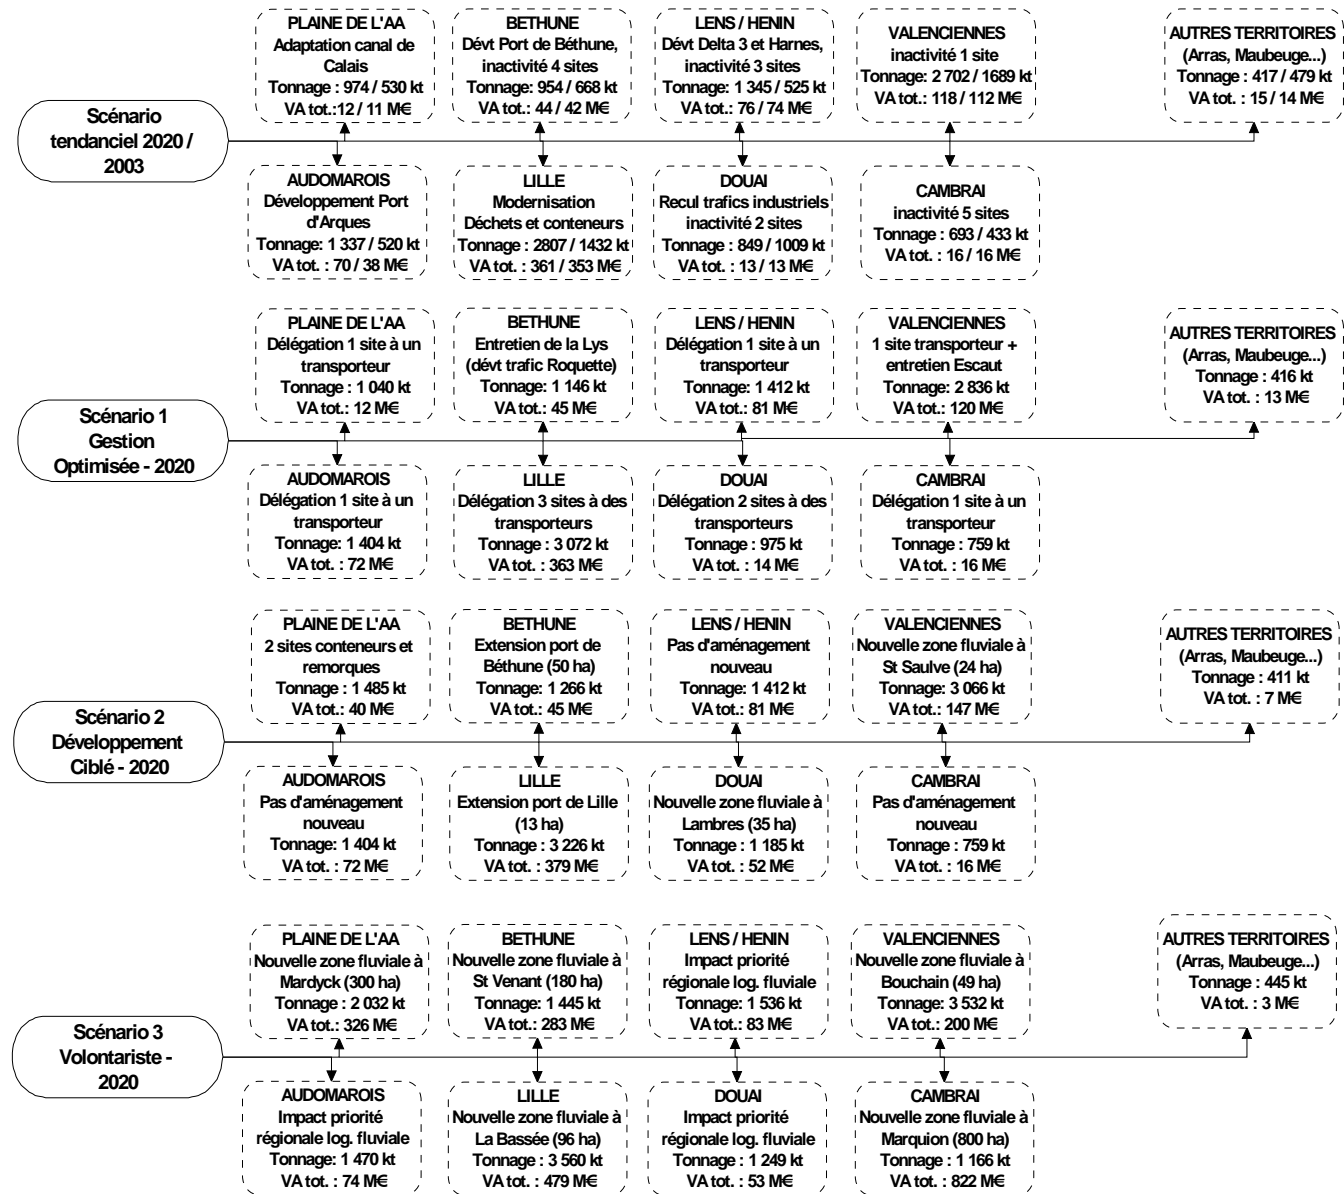 Scénario
tendanciel 2020 /
2003
PLAINE DE L'AA
Adaptation canal de
Calais
Tonnage : 974 / 530 kt
VA tot.:12 / 11 M€
BETHUNE
Dévt Port de Béthune,
inactivité 4 sites
Tonnage: 954 / 668 kt
VA tot.: 44 / 42 M€
LENS / HENIN
Dévt Delta 3 et Harnes,
inactivité 3 sites
Tonnage : 1 345 / 525 kt
VA tot.: 76 / 74 M€
VALENCIENNES
inactivité 1 site
Tonnage: 2 702 / 1689 kt
VA tot.: 118 / 112 M€
AUTRES TERRITOIRES
(Arras, Maubeuge...)
Tonnage : 417 / 479 kt
VA tot.: 15 / 14 M€
AUDOMAROIS
Développement Port
d'Arques
Tonnage: 1 337 / 520 kt
VA tot. : 70 / 38 M€
LILLE
Modernisation
Déchets et conteneurs
Tonnage : 2807 / 1432 kt
VA tot. : 361 / 353 M€
DOUAI
Recul trafics industriels
inactivité 2 sites
Tonnage : 849 / 1009 kt
VA tot. : 13 / 13 M€
CAMBRAI
inactivité 5 sites
Tonnage : 693 / 433 kt
VA tot. : 16 / 16 M€
Scénario 1
Gestion
Optimisée - 2020
PLAINE DE L'AA
Délégation 1 site à un
transporteur
Tonnage : 1 040 kt
VA tot.: 12 M€
BETHUNE
Entretien de la Lys
(dévt trafic Roquette)
Tonnage: 1 146 kt
VA tot.: 45 M€
LENS / HENIN
Délégation 1 site à un
transporteur
Tonnage : 1 412 kt
VA tot.: 81 M€
VALENCIENNES
1 site transporteur +
entretien Escaut
Tonnage: 2 836 kt
VA tot.: 120 M€
AUTRES TERRITOIRES
(Arras, Maubeuge...)
Tonnage : 416 kt
VA tot.: 13 M€
AUDOMAROIS
Délégation 1 site à un
transporteur
Tonnage: 1 404 kt
VA tot. : 72 M€
LILLE
Délégation 3 sites à des
transporteurs
Tonnage : 3 072 kt
VA tot. : 363 M€
DOUAI
Délégation 2 sites à des
transporteurs
Tonnage : 975 kt
VA tot. : 14 M€
CAMBRAI
Délégation 1 site à un
transporteur
Tonnage : 759 kt
VA tot. : 16 M€
Scénario 2
Développement
Ciblé - 2020
PLAINE DE L'AA
2 sites conteneurs et
remorques
Tonnage : 1 485 kt
VA tot.: 40 M€
BETHUNE
Extension port de
Béthune (50 ha)
Tonnage: 1 266 kt
VA tot.: 45 M€
LENS / HENIN
Pas d'aménagement
nouveau
Tonnage : 1 412 kt
VA tot.: 81 M€
VALENCIENNES
Nouvelle zone fluviale à
St Saulve (24 ha)
Tonnage: 3 066 kt
VA tot.: 147 M€
AUTRES TERRITOIRES
(Arras, Maubeuge...)
Tonnage : 411 kt
VA tot. : 7 M€
AUDOMAROIS
Pas d'aménagement
nouveau
Tonnage: 1 404 kt
VA tot. : 72 M€
LILLE
Extension port de Lille
(13 ha)
Tonnage : 3 226 kt
VA tot. : 379 M€
DOUAI
Nouvelle zone fluviale à
Lambres (35 ha)
Tonnage : 1 185 kt
VA tot. : 52 M€
CAMBRAI
Pas d'aménagement
nouveau
Tonnage : 759 kt
VA tot. : 16 M€
Scénario 3
Volontariste -
2020
PLAINE DE L'AA
Nouvelle zone fluviale à
Mardyck (300 ha)
Tonnage : 2 032 kt
VA tot.: 326 M€
BETHUNE
Nouvelle zone fluviale à
St Venant (180 ha)
Tonnage : 1 445 kt
VA tot.: 283 M€
LENS / HENIN
Impact priorité
régionale log. fluviale
Tonnage : 1 536 kt
VA tot.: 83 M€
VALENCIENNES
Nouvelle zone fluviale à
Bouchain (49 ha)
Tonnage : 3 532 kt
VA tot.: 200 M€
AUTRES TERRITOIRES
(Arras, Maubeuge...)
Tonnage : 445 kt
VA tot. : 3 M€
AUDOMAROIS
Impact priorité
régionale log. fluviale
Tonnage: 1 470 kt
VA tot. : 74 M€
LILLE
Nouvelle zone fluviale à
La Bassée (96 ha)
Tonnage : 3 560 kt
VA tot. : 479 M€
DOUAI
Impact priorité
régionale log. fluviale
Tonnage : 1 249 kt
VA tot. : 53 M€
CAMBRAI
Nouvelle zone fluviale à
Marquion (800 ha)
Tonnage : 1 166 kt
VA tot. : 822 M€